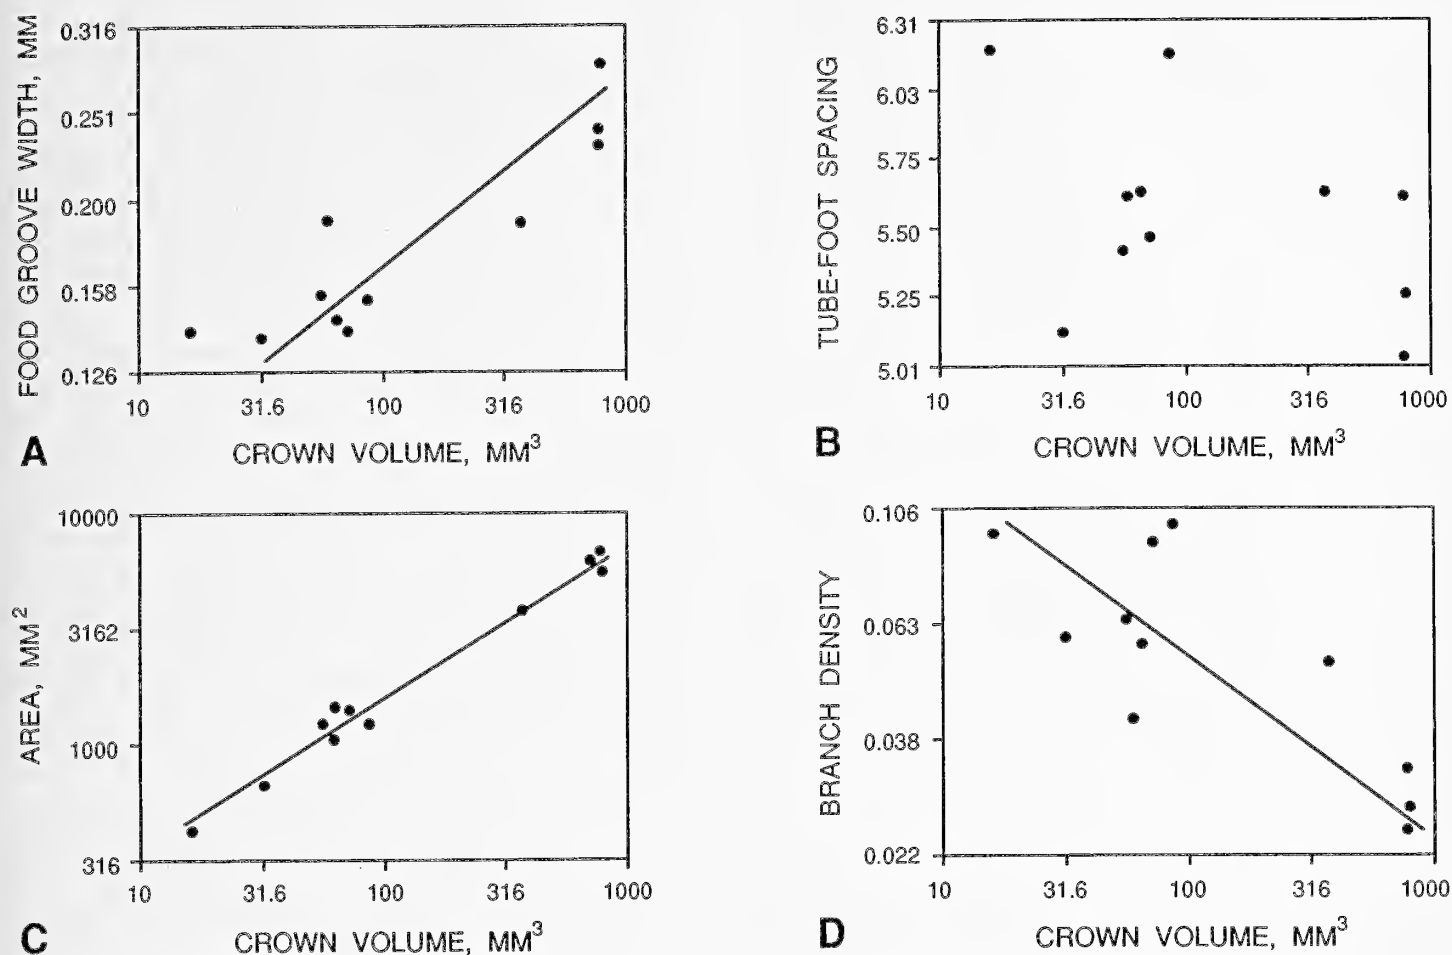 FOOD GROOVE WIDTH, MM
0.316
0.251
0.200
0.158
0.126
10 31.6 100 316 1000
CROWN VOLUME, MM³
A
TUBE-FOOT SPACING
6.31
6.03
5.75
5.50
5.25
5.01
10 31.6 100 316 1000
CROWN VOLUME, MM³
B
AREA, MM²
10000
3162
1000
316
10 31.6 100 316 1000
CROWN VOLUME, MM³
C
BRANCH DENSITY
0.106
0.063
0.038
0.022
10 31.6 100 316 1000
CROWN VOLUME, MM³
D